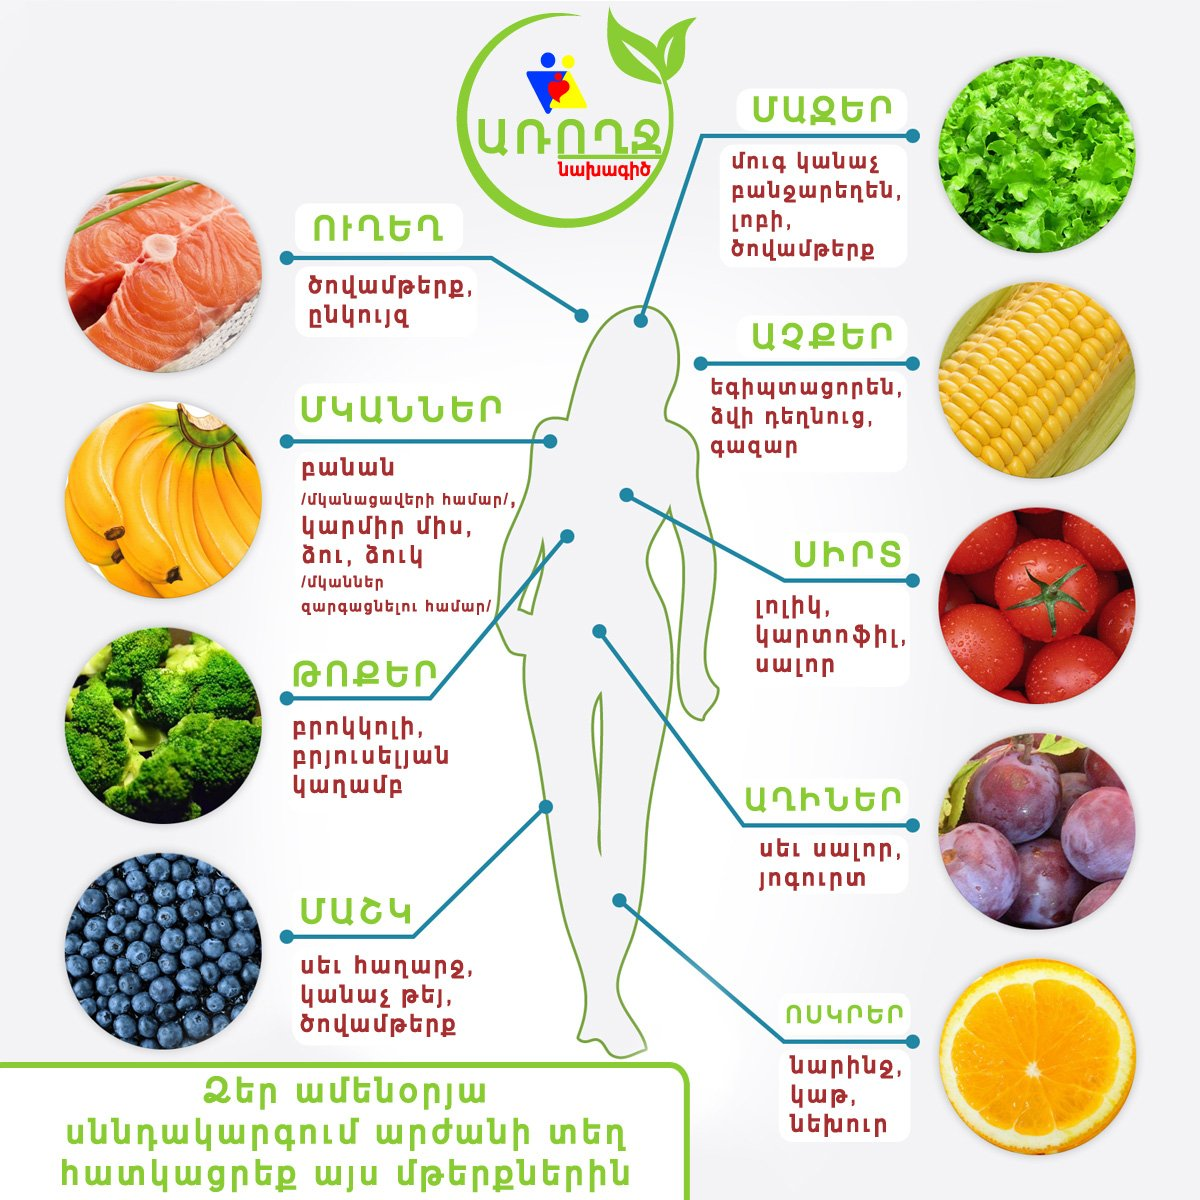 ԱՌՈՂՋ
նախագիծ
ՈՒՂԵՂ
ծովամթերք,
ընկույզ
ՄԿԱՆՆԵՐ
բանան
/մկանացավերի համար/,
կարմիր միս,
ձու, ձուկ
/մկաններ
զարգացնելու համար/
ԹՈՔԵՐ
բրոկկոլի,
բրյուսելյան
կաղամբ
ՄԱՇԿ
սեւ հաղարջ,
կանաչ թեյ,
ծովամթերք
ՄԱԶԵՐ
մուգ կանաչ
բանջարեղեն,
լոբի,
ծովամթերք
ԱՉՔԵՐ
եգիպտացորեն,
ձվի դեղնուց,
գազար
ՍԻՐՏ
լոլիկ,
կարտոֆիլ,
սալոր
ԱՂԻՆԵՐ
սեւ սալոր,
յոգուրտ
ՈՍԿՐԵՐ
նարինջ,
կաթ,
նեխուր
Ձեր ամենօրյա
սննդակարգում արժանի տեղ
հատկացրեք այս մթերքներին